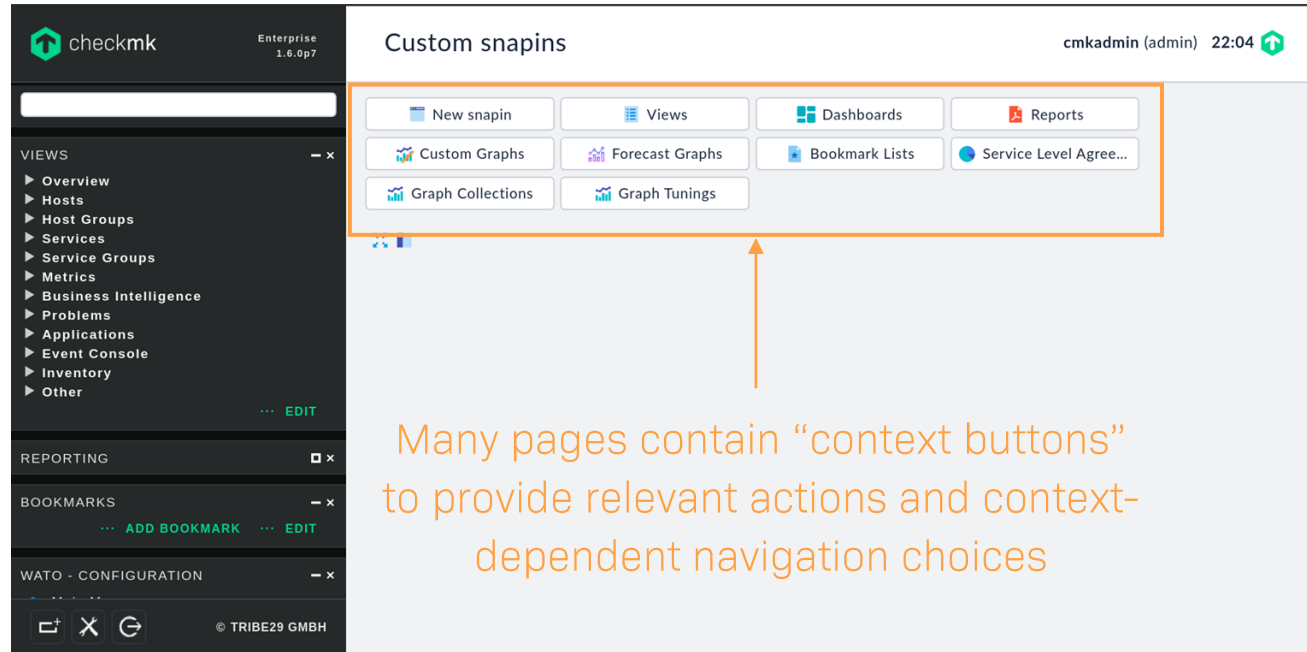 checkmk
Enterprise
1.6.0p7
Custom snapins
cmkadmin (admin) 22:04
New snapin
Views
Dashboards
Reports
Custom Graphs
Forecast Graphs
Bookmark Lists
Service Level Agree...
Graph Collections
Graph Tunings
VIEWS
Overview
Hosts
Host Groups
Services
Service Groups
Metrics
Business Intelligence
Problems
Applications
Event Console
Inventory
Other
... EDIT
REPORTING
BOOKMARKS
... ADD BOOKMARK ... EDIT
WATO - CONFIGURATION
© TRIBE29 GMBH
Many pages contain “context buttons”
to provide relevant actions and context-
dependent navigation choices